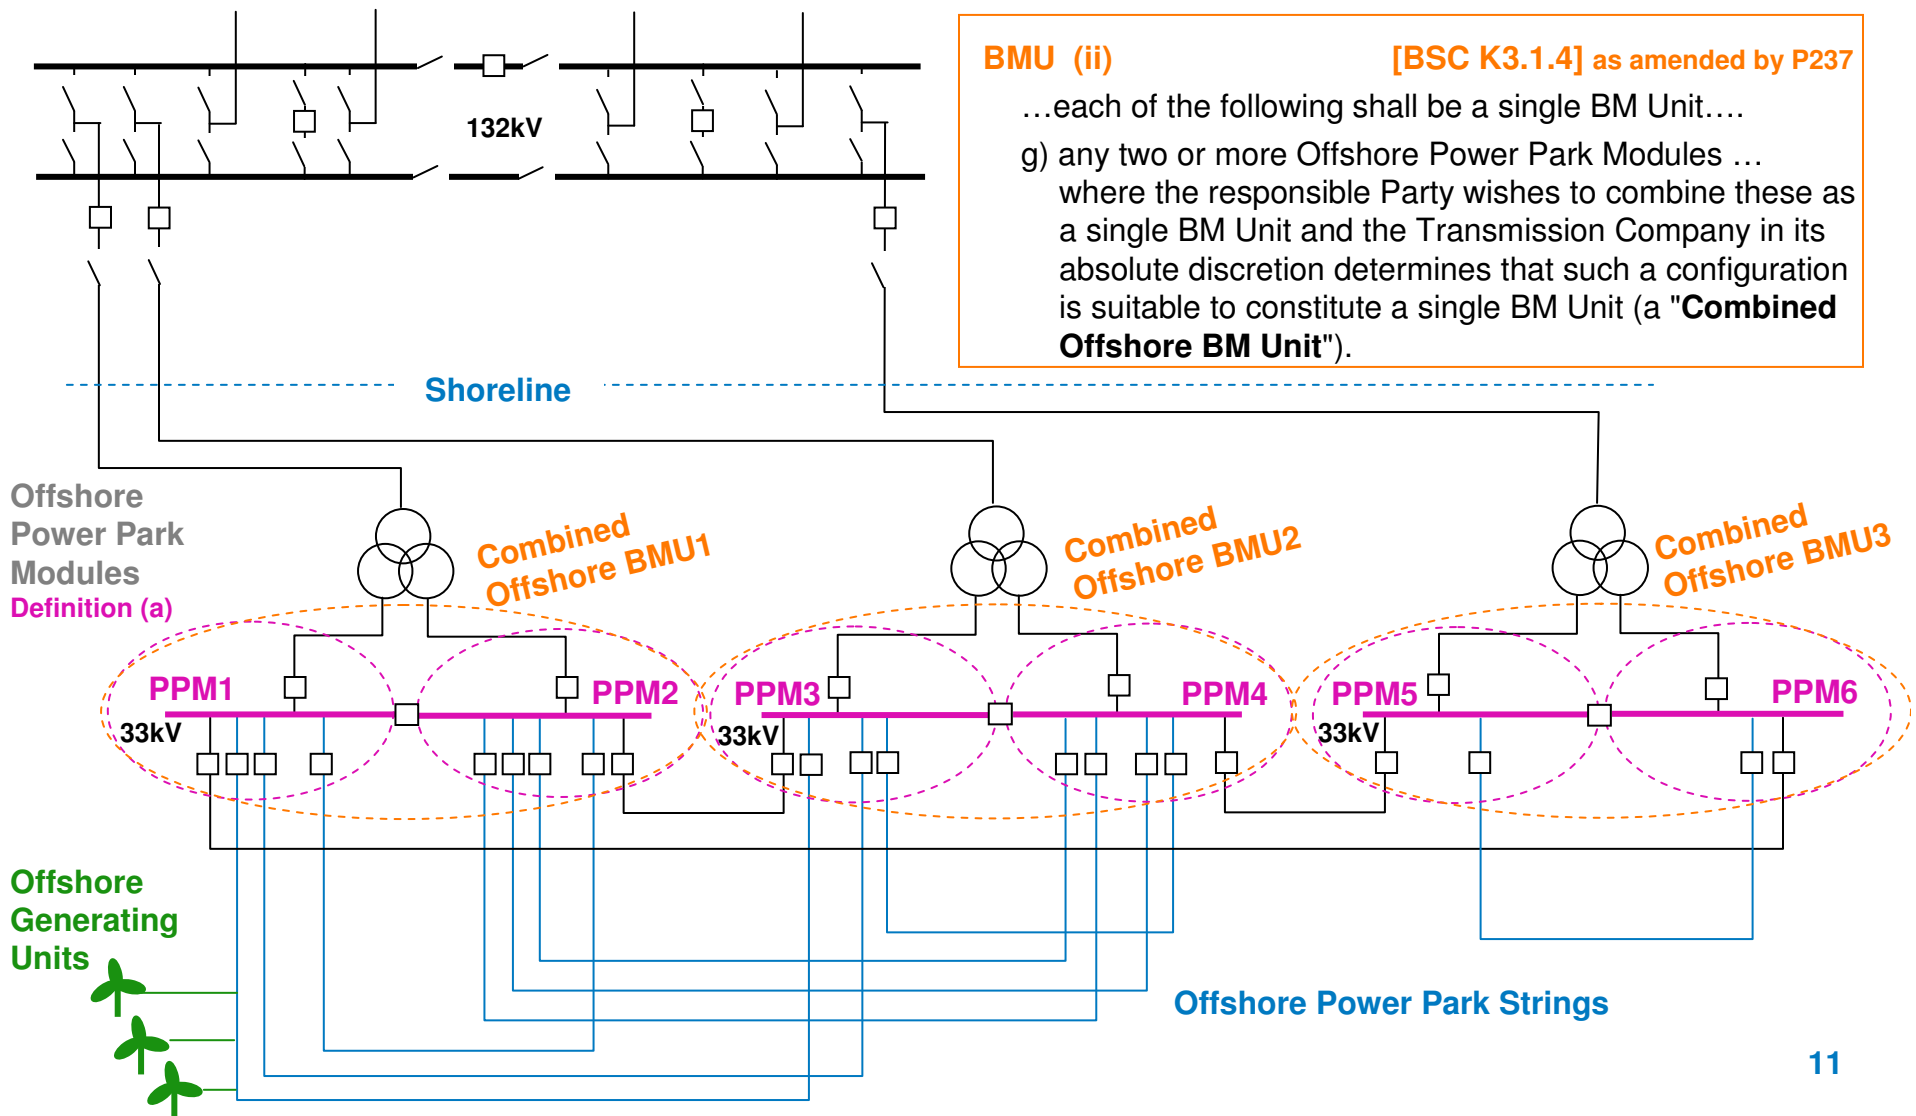 BMU (ii) [BSC K3.1.4] as amended by P237
…each of the following shall be a single BM Unit….
g) any two or more Offshore Power Park Modules …
where the responsible Party wishes to combine these as
a single BM Unit and the Transmission Company in its
absolute discretion determines that such a configuration
is suitable to constitute a single BM Unit (a "Combined
Offshore BM Unit").
132kV
Shoreline
Offshore
Power Park
Modules
Definition (a)
Combined
Offshore BMU1
Combined
Offshore BMU2
Combined
Offshore BMU3
PPM1
PPM2
PPM3
PPM4
PPM5
PPM6
33kV
33kV
33kV
Offshore
Generating
Units
Offshore Power Park Strings
11